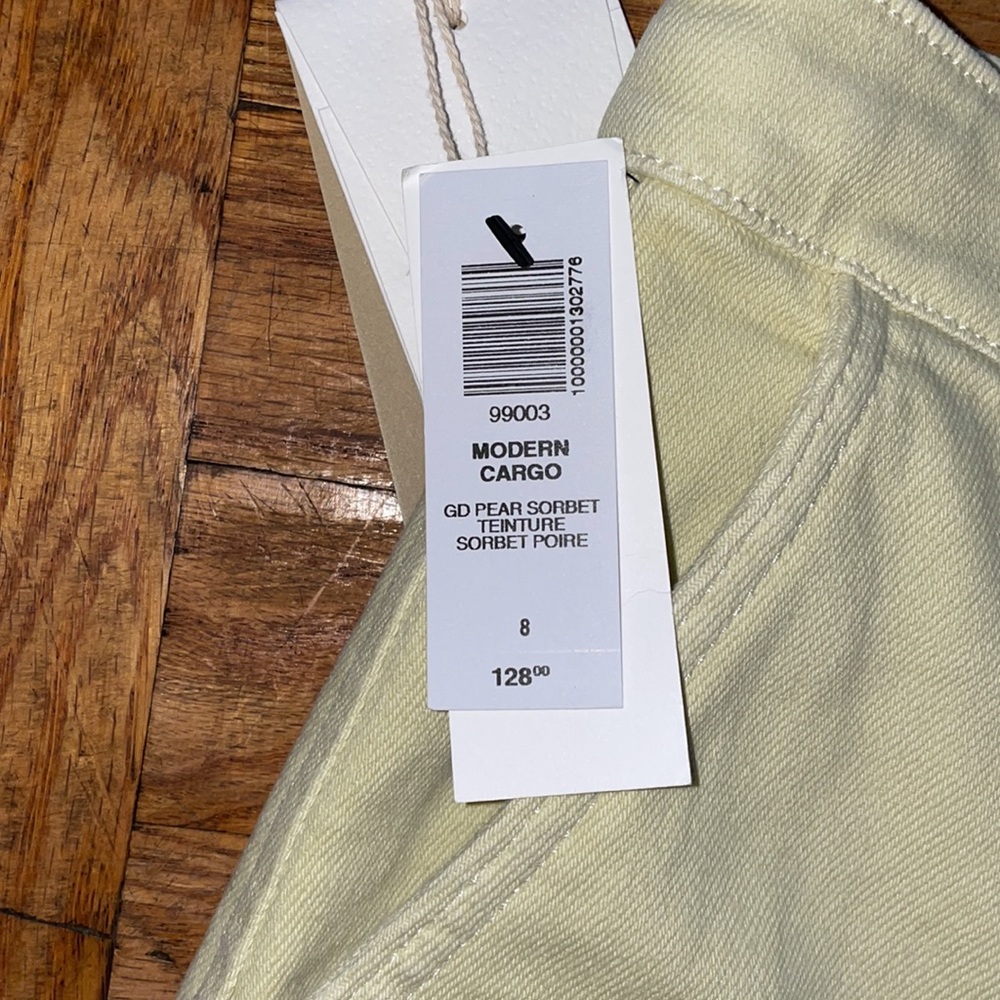 10000001302776
99003
MODERN
CARGO
GD PEAR SORBET
TEINTURE
SORBET POIRE
8
128⁰⁰